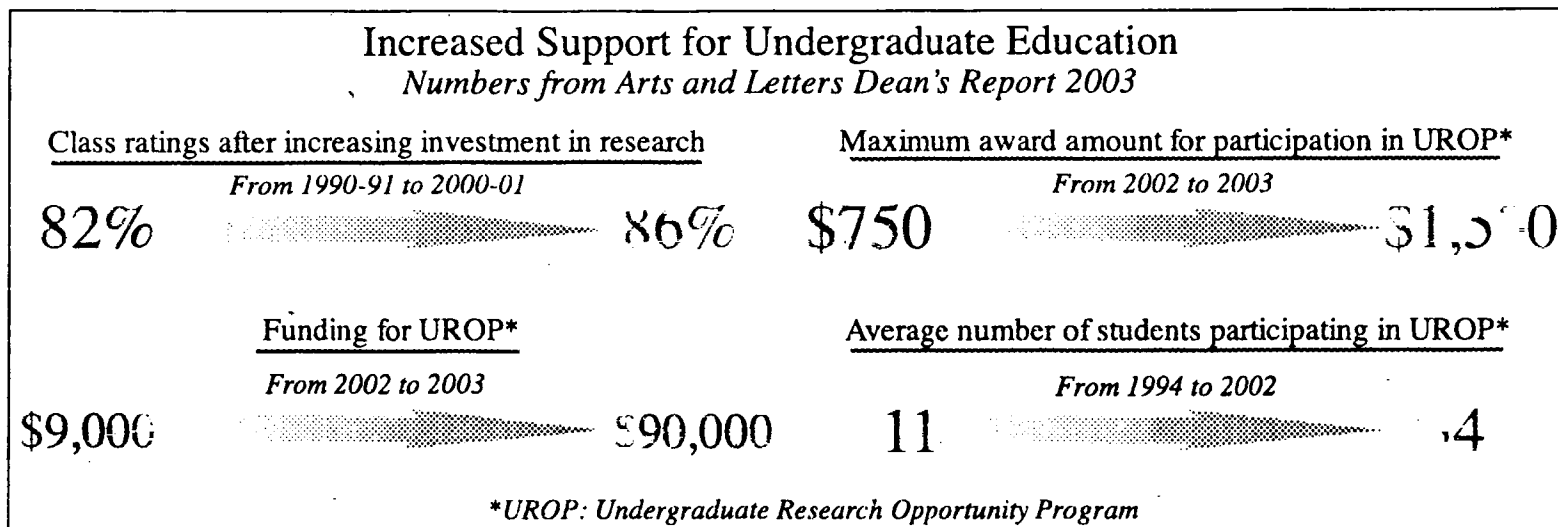 Increased Support for Undergraduate Education
Numbers from Arts and Letters Dean's Report 2003
Class ratings after increasing investment in research
From 1990-91 to 2000-01
82% 86%
Maximum award amount for participation in UROP*
From 2002 to 2003
$750
Funding for UROP*
From 2002 to 2003
$9,000 $90,000
Average number of students participating in UROP*
From 1994 to 2002
11
*UROP: Undergraduate Research Opportunity Program